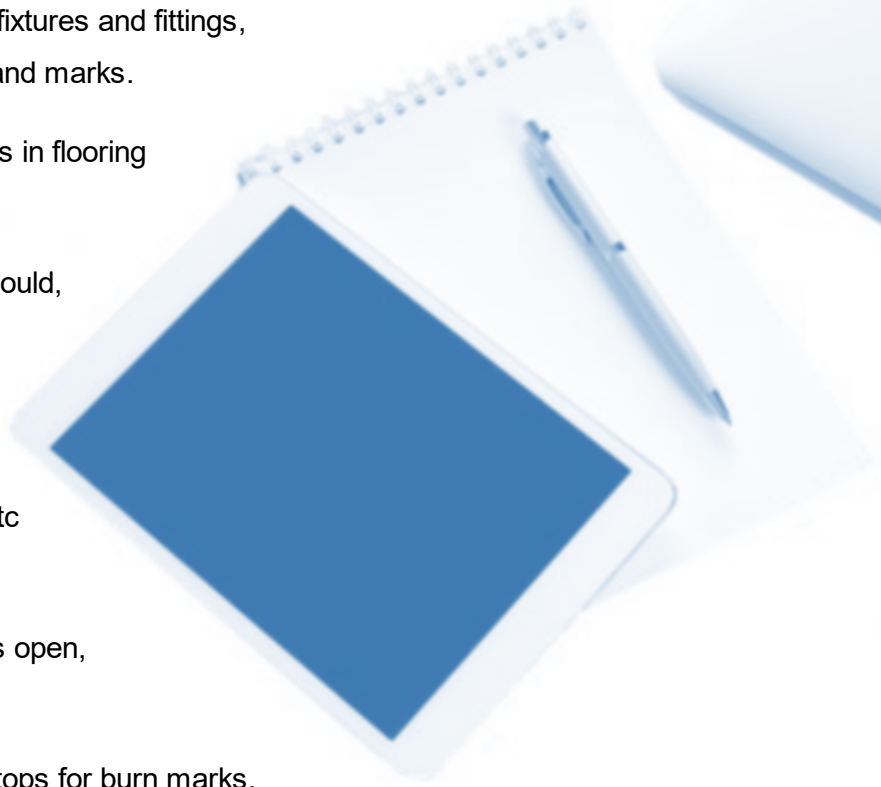 fixtures and fittings,
and marks.
s in flooring
ould,
tc
s open,
tops for burn marks.